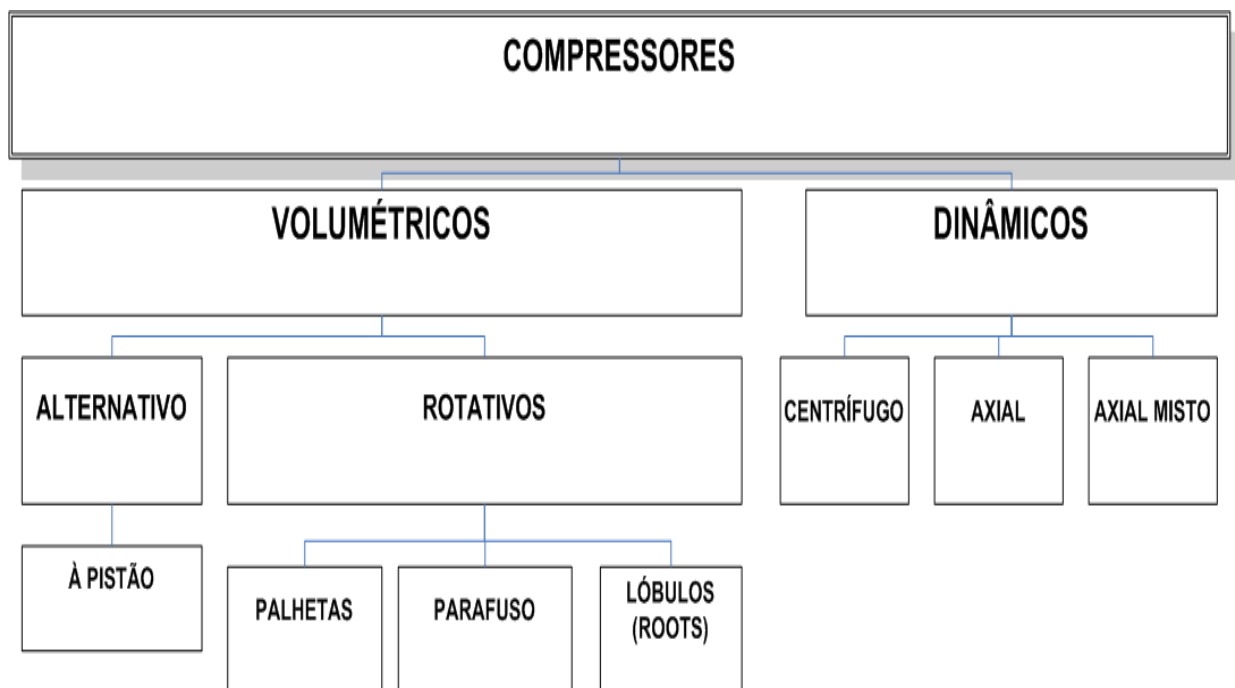 COMPRESSORES
VOLUMÉTRICOS
DINÂMICOS
ALTERNATIVO
ROTATIVOS
CENTRÍFUGO
AXIAL
AXIAL MISTO
À PISTÃO
PALHETAS
PARAFUSO
LÓBULOS
(ROOTS)